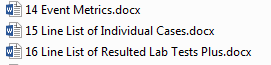 14 Event Metrics.docx
15 Line List of Individual Cases.docx
16 Line List of Resulted Lab Tests Plus.docx